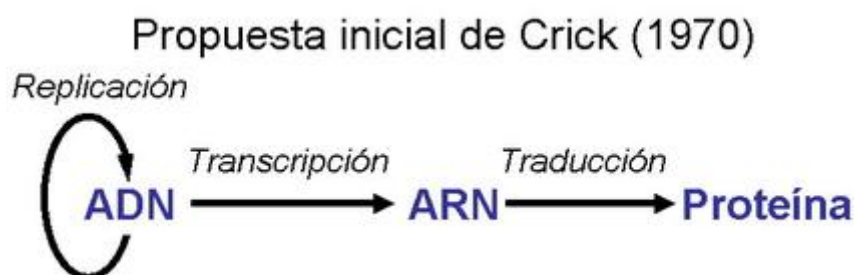 Propuesta inicial de Crick (1970)
Replicación
Transcripción Traducción
ADN ARN Proteína